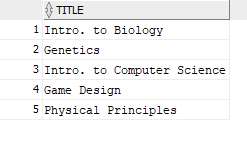 TITLE
1 Intro. to Biology
2 Genetics
3 Intro. to Computer Science
4 Game Design
5 Physical Principles